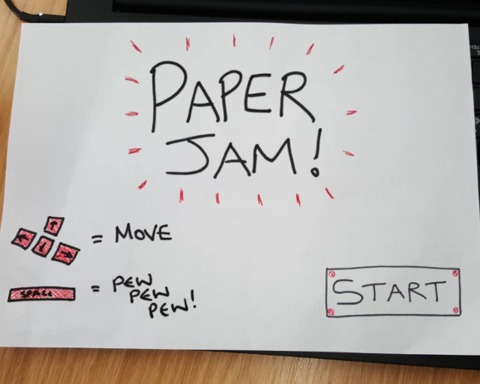 PAPER
JAM!
= MOVE
SPACE = PEW
PEW
PEW!
START